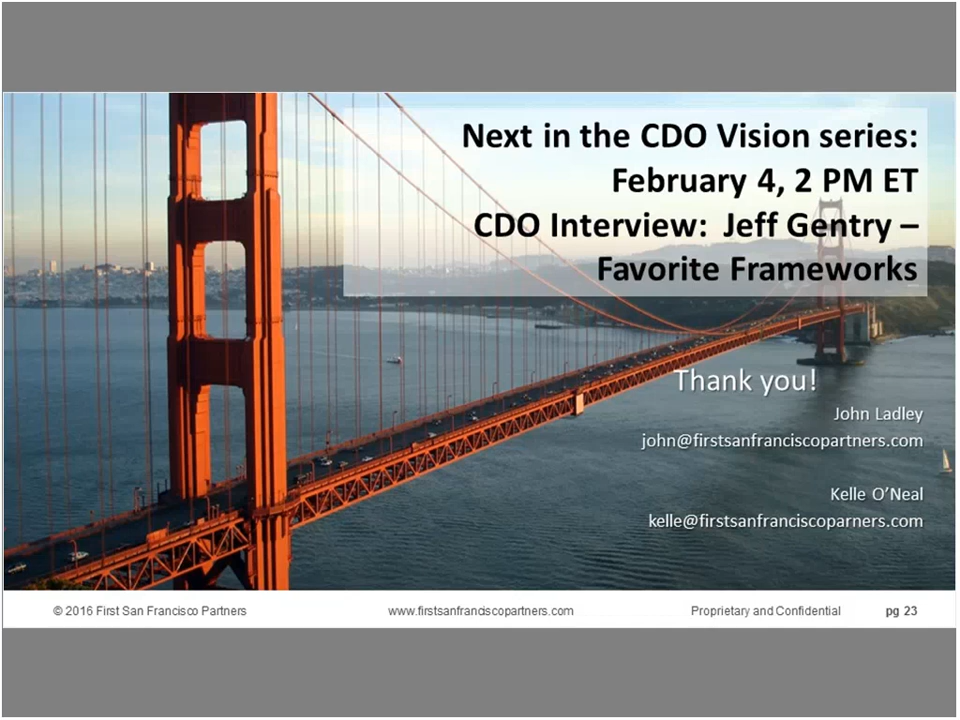 Next in the CDO Vision series:
February 4, 2 PM ET
CDO Interview:  Jeff Gentry –
Favorite Frameworks
Thank you!
John Ladley
john@firstsanfranciscopartners.com
Kelle O’Neal
kelle@firstsanfranciscoparners.com
© 2016 First San Francisco Partners
www.firstsanfranciscopartners.com
Proprietary and Confidential
pg 23